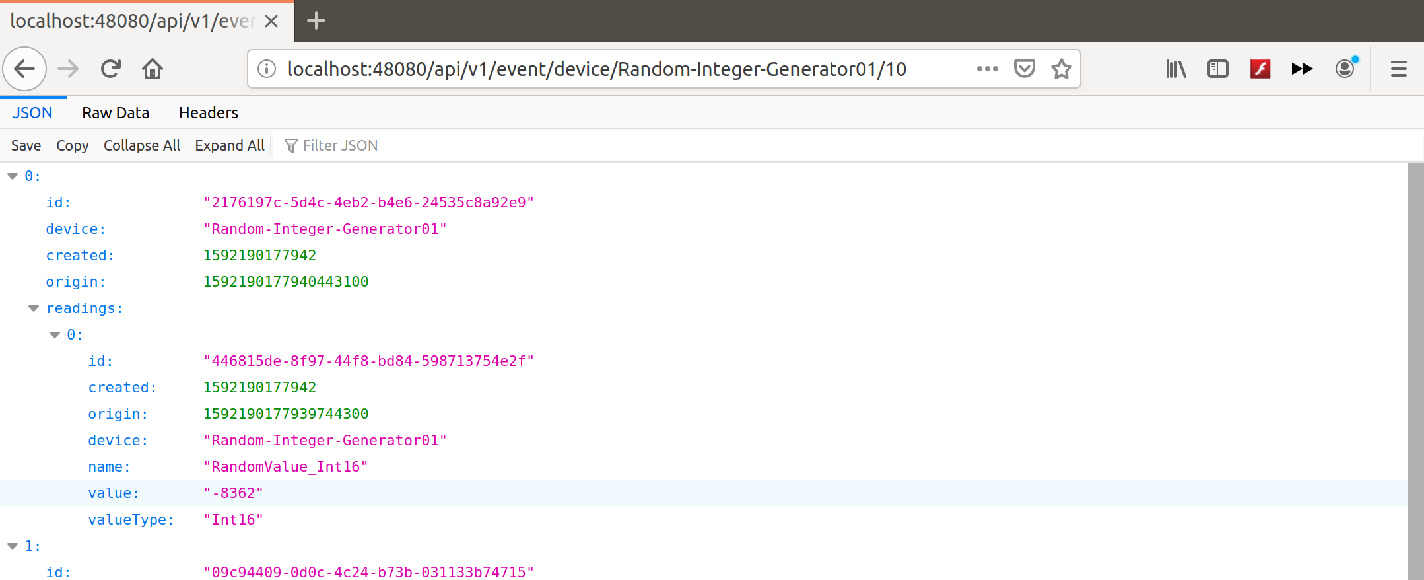 localhost:48080/api/v1/eve
localhost:48080/api/v1/event/device/Random-Integer-Generator01/10
JSON Raw Data Headers
Save Copy Collapse All Expand All Filter JSON
0:
id: "2176197c-5d4c-4eb2-b4e6-24535c8a92e9"
device: "Random-Integer-Generator01"
created: 1592190177942
origin: 1592190177940443100
readings:
0:
id: "446815de-8f97-44f8-bd84-598713754e2f"
created: 1592190177942
origin: 1592190177939744300
device: "Random-Integer-Generator01"
name: "RandomValue_Int16"
value: "-8362"
valueType: "Int16"
1:
id: "09c94409-0d0c-4c24-b73b-031133b74715"